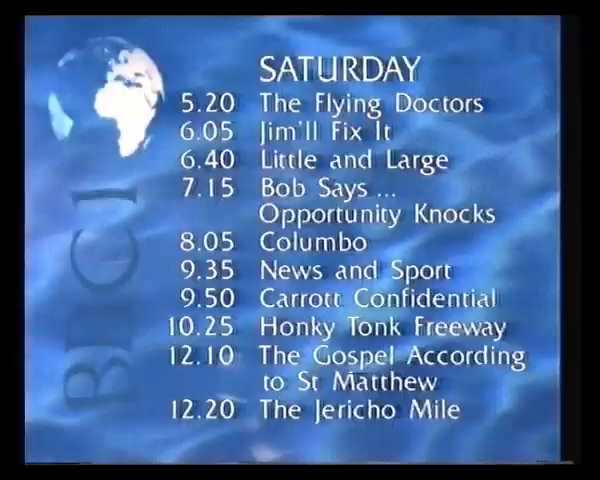 SATURDAY
5.20 The Flying Doctors
6.05 Jim'll Fix It
6.40 Little and Large
7.15 Bob Says ...
Opportunity Knocks
8.05 Columbo
9.35 News and Sport
9.50 Carrott Confidential
10.25 Honky Tonk Freeway
12.10 The Gospel According
to St Matthew
12.20 The Jericho Mile
BBC1